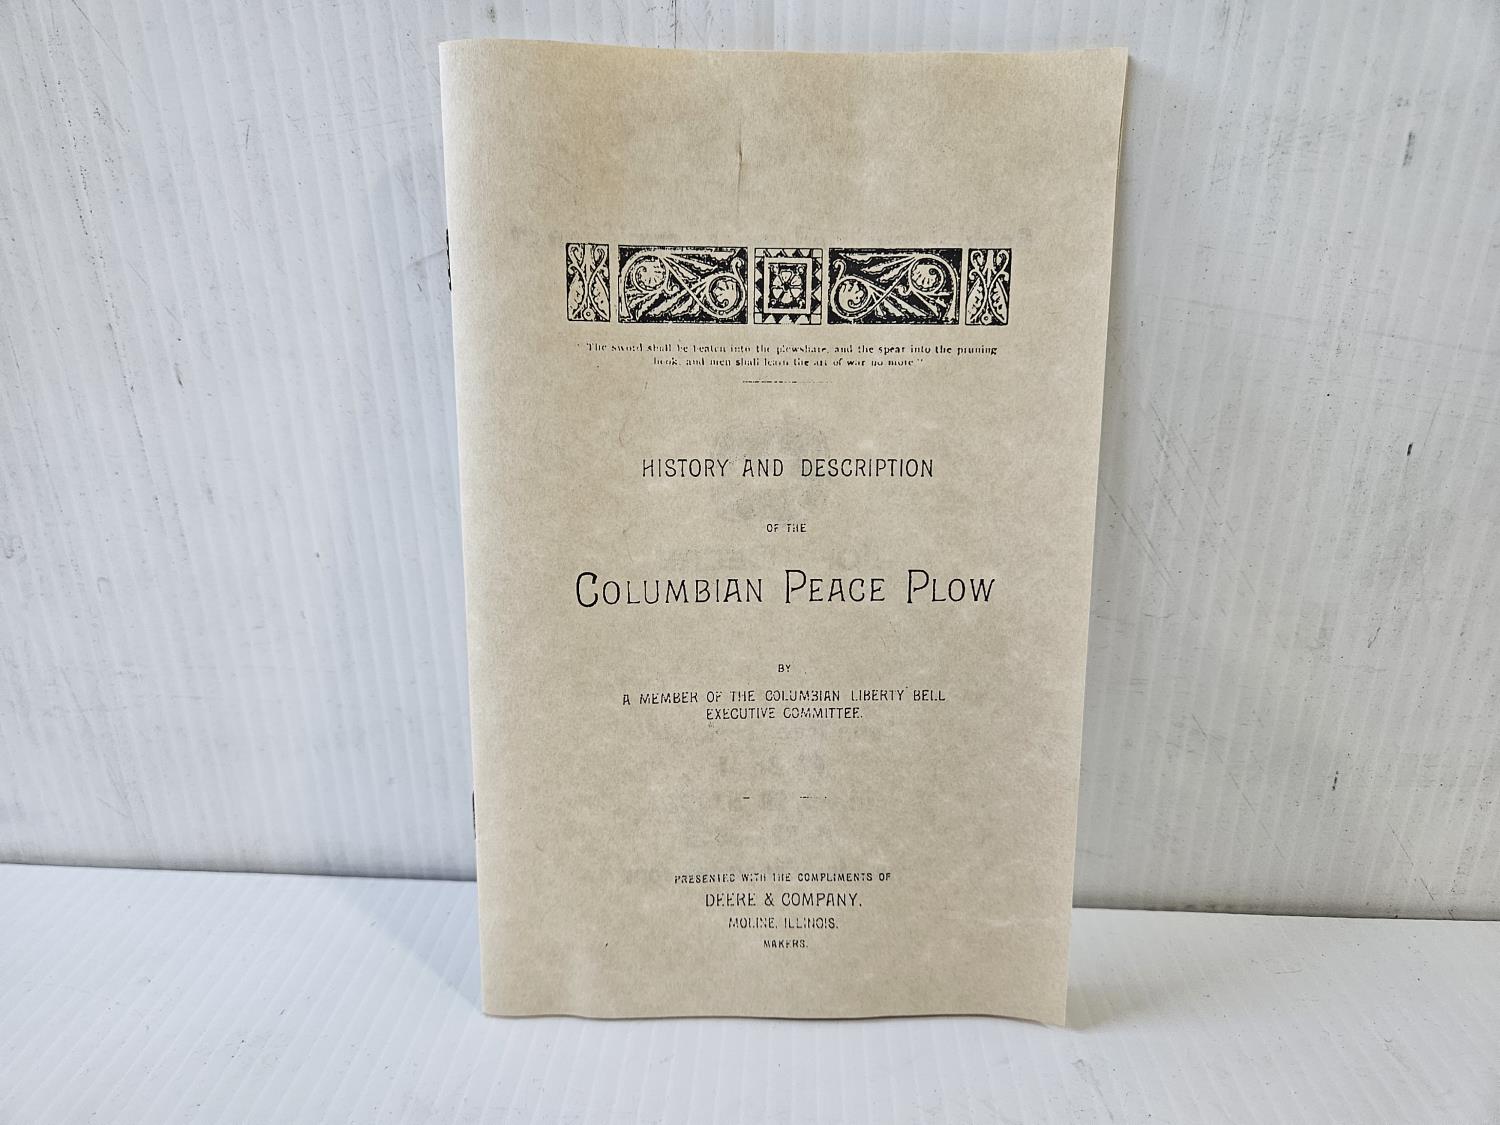 "The sword shall be beaten into the plowshare, and the spear into the pruning
hook, and men shall learn the art of war no more"
HISTORY AND DESCRIPTION
OF THE
COLUMBIAN PEACE PLOW
BY
A MEMBER OF THE COLUMBIAN LIBERTY BELL
EXECUTIVE COMMITTEE.
PRESENTED WITH THE COMPLIMENTS OF
DEERE & COMPANY,
MOLINE, ILLINOIS.
MAKERS.